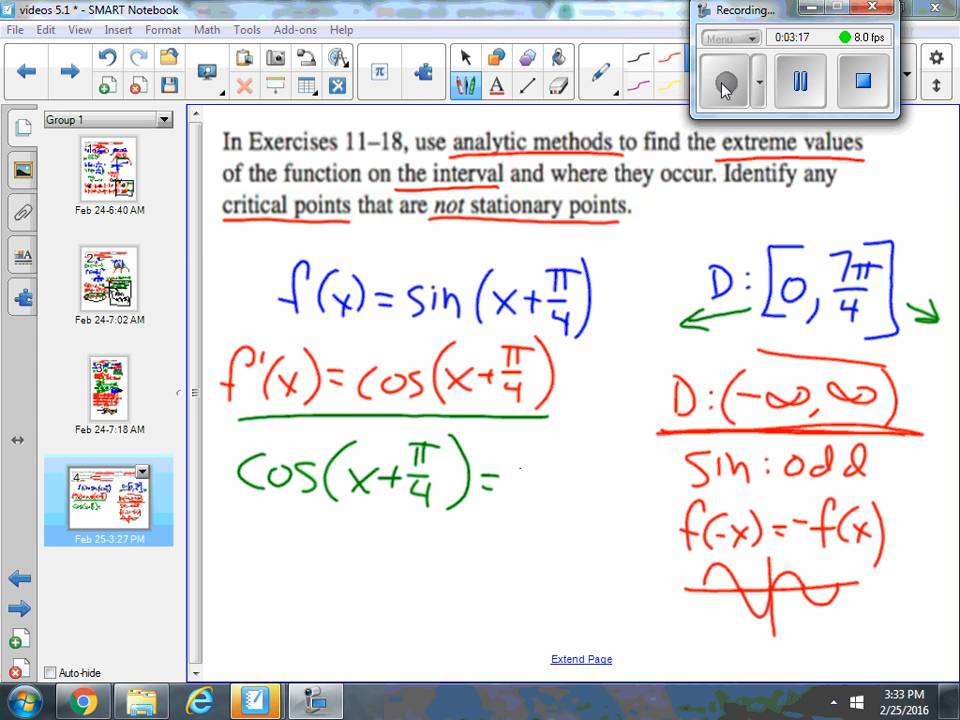 videos 5.1 * - SMART Notebook
Recording...
File Edit View Insert Format Math Tools Add-ons Help
Menu
0:03:17
8.0 fps
Group 1
Feb 24-6:40 AM
Feb 24-7:02 AM
Feb 24-7:18 AM
Feb 25-3:27 PM
Auto-hide
In Exercises 11–18, use analytic methods to find the extreme values
of the function on the interval and where they occur. Identify any
critical points that are not stationary points.
f(x) = sin(x+π/4)
D: [0, 7π/4]
f'(x) = cos(x+π/4)
D: (-∞, ∞)
cos(x+π/4) =
sin: odd
f(-x) = -f(x)
Extend Page
3:33 PM
2/25/2016